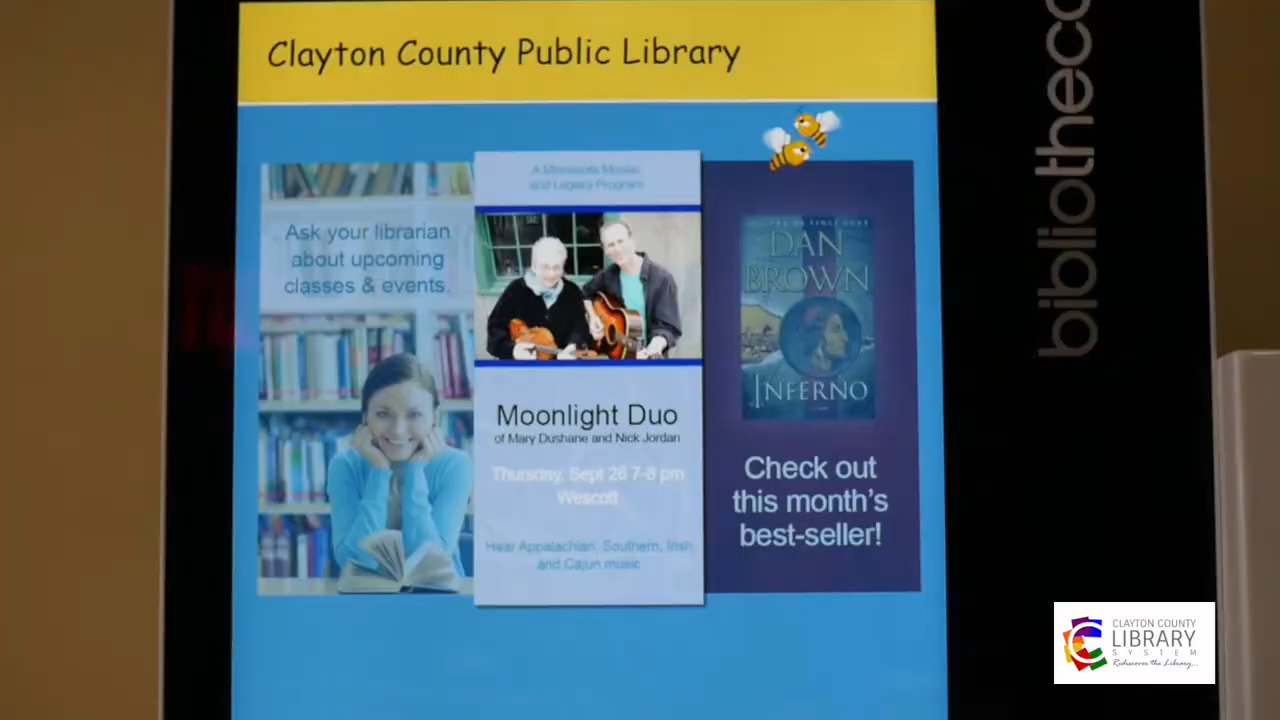 Clayton County Public Library
Ask your librarian
about upcoming
classes & events.
A Minnesota Mosaic
and Legacy Program
Moonlight Duo
of Mary Dushane and Nick Jordan
Thursday, Sept 26 7-8 pm
Wescott
Hear Appalachian, Southern, Irish
and Cajun music
DAN
BROWN
INFERNO
Check out
this month's
best-seller!
bibliotheco
CLAYTON COUNTY
LIBRARY
SYSTEM
Rediscover the Library...